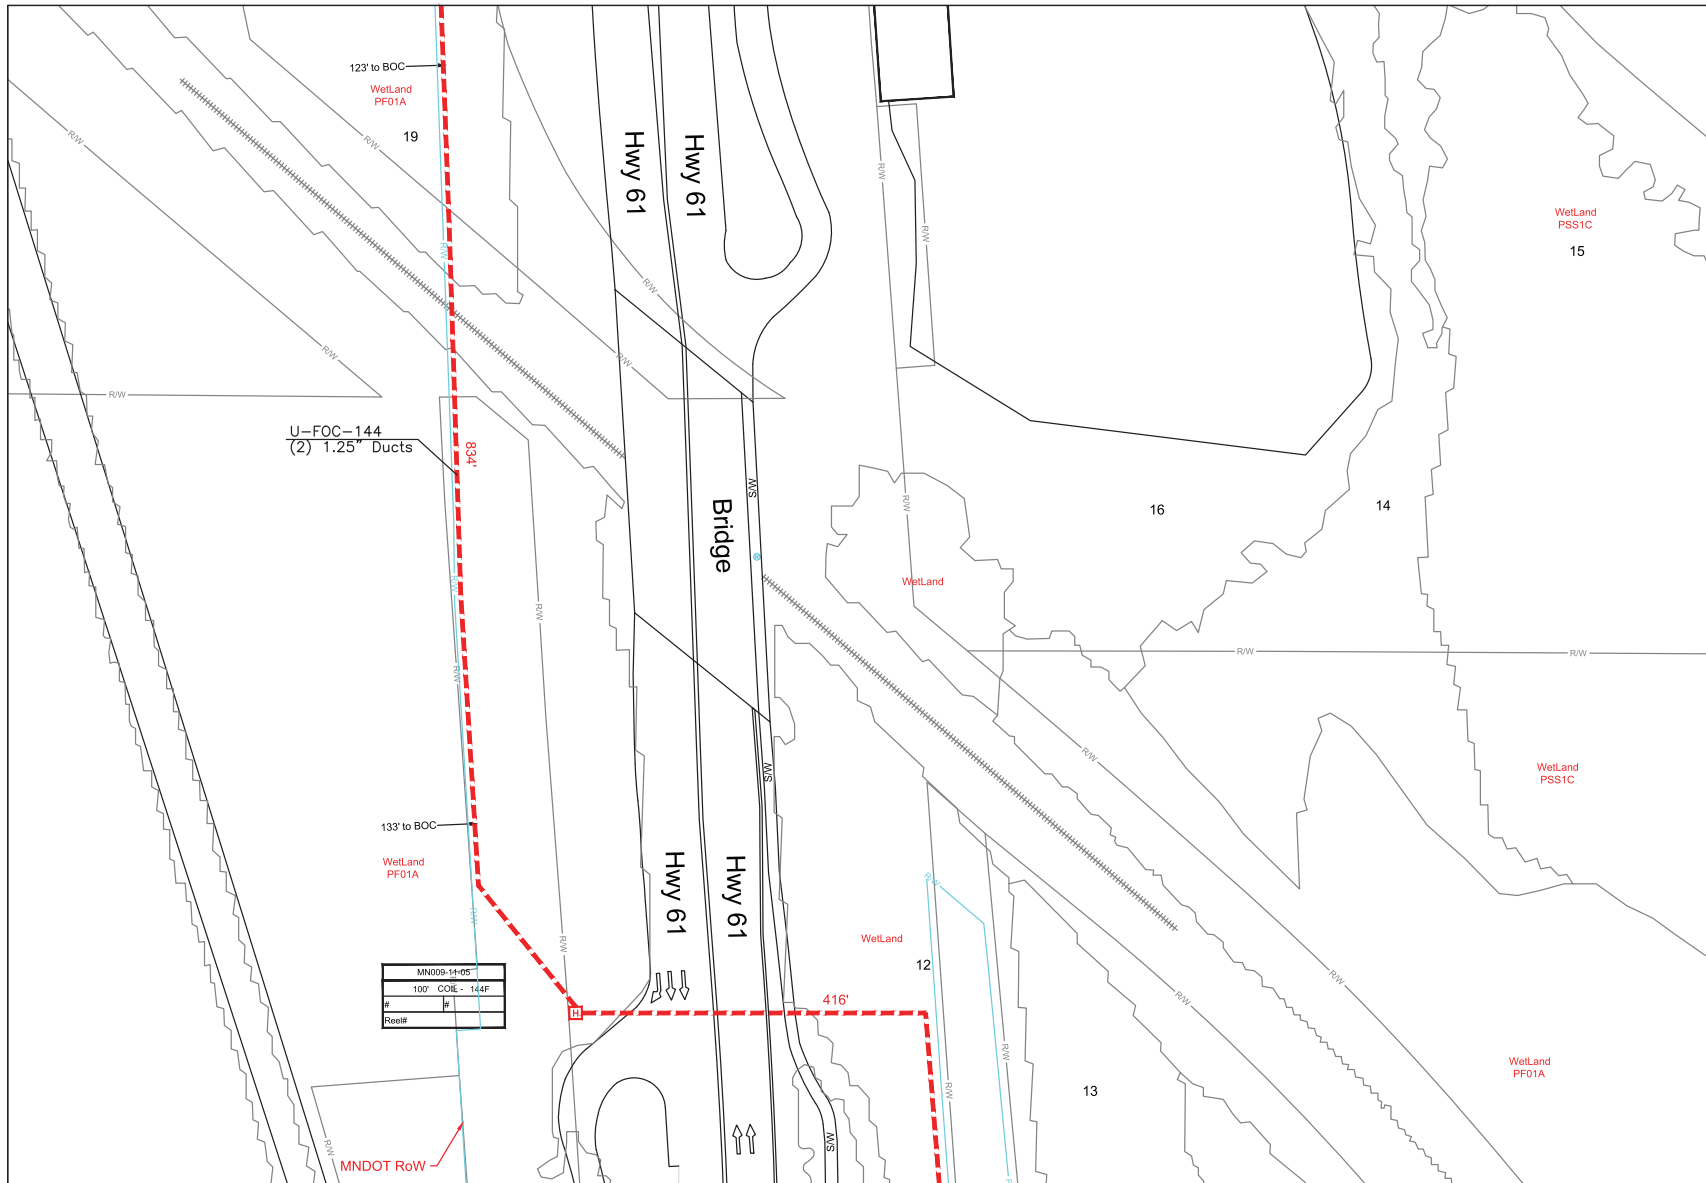 123' to BOC
WetLand
PF01A
19
R/W
R/W
Hwy 61
Hwy 61
R/W
R/W
WetLand
PSS1C
15
R/W
R/W
R/W
R/W
R/W
R/W
U-FOC-144
(2) 1.25" Ducts
834'
S/W
Bridge
R/W
16
14
WetLand
R/W
R/W
R/W
R/W
R/W
R/W
WetLand
PSS1C
S/W
133' to BOC
WetLand
PF01A
Hwy 61
Hwy 61
R/W
R/W
R/W
WetLand
12
R/W
R/W
MN009-11-05
100' COIL - 144F
R/W
# #
Reel#
H
416'
R/W
R/W
WetLand
PF01A
13
S/W
R/W
MNDOT RoW
R/W